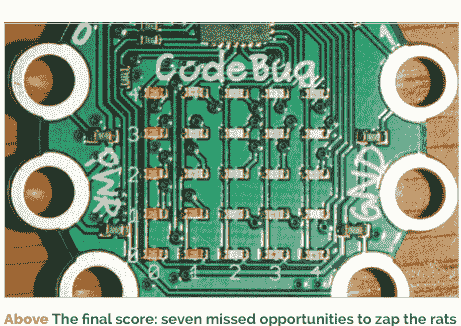 0 1
CodeBug
4
3
2
PWR GND
1
0
0 1 2 3 4
Above The final score: seven missed opportunities to zap the rats